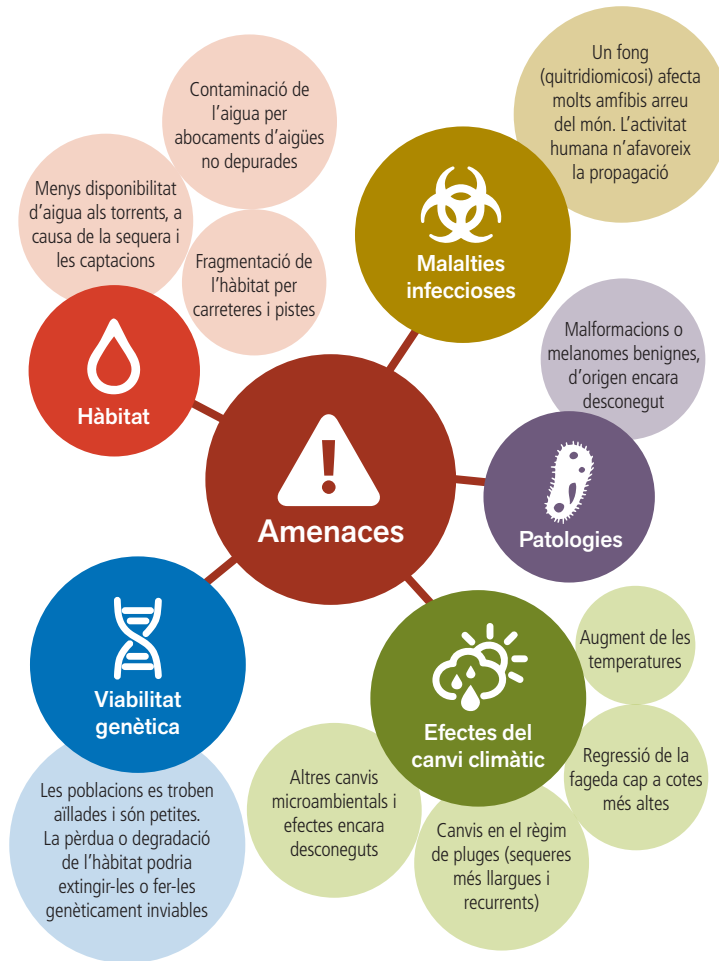 Contaminació de
l'aigua per
abocaments d'aigües
no depurades
Menys disponibilitat
d'aigua als torrents, a
causa de la sequera i
les captacions
Fragmentació de
l'hàbitat per
carreteres i pistes
Hàbitat
Un fong
(quitridiomicosi) afecta
molts amfibis arreu
del món. L'activitat
humana n'afavoreix
la propagació
Malalties
infeccioses
Malformacions o
melanomes benignes,
d'origen encara
desconegut
Patologies
!
Amenaces
Viabilitat
genètica
Les poblacions es troben
aïllades i són petites.
La pèrdua o degradació
de l'hàbitat podria
extingir-les o fer-les
genèticament inviables
Efectes del
canvi climàtic
Augment de les
temperatures
Regressió de la
fageda cap a cotes
més altes
Altres canvis
microambientals i
efectes encara
desconeguts
Canvis en el règim
de pluges (sequeres
més llargues i
recurrents)